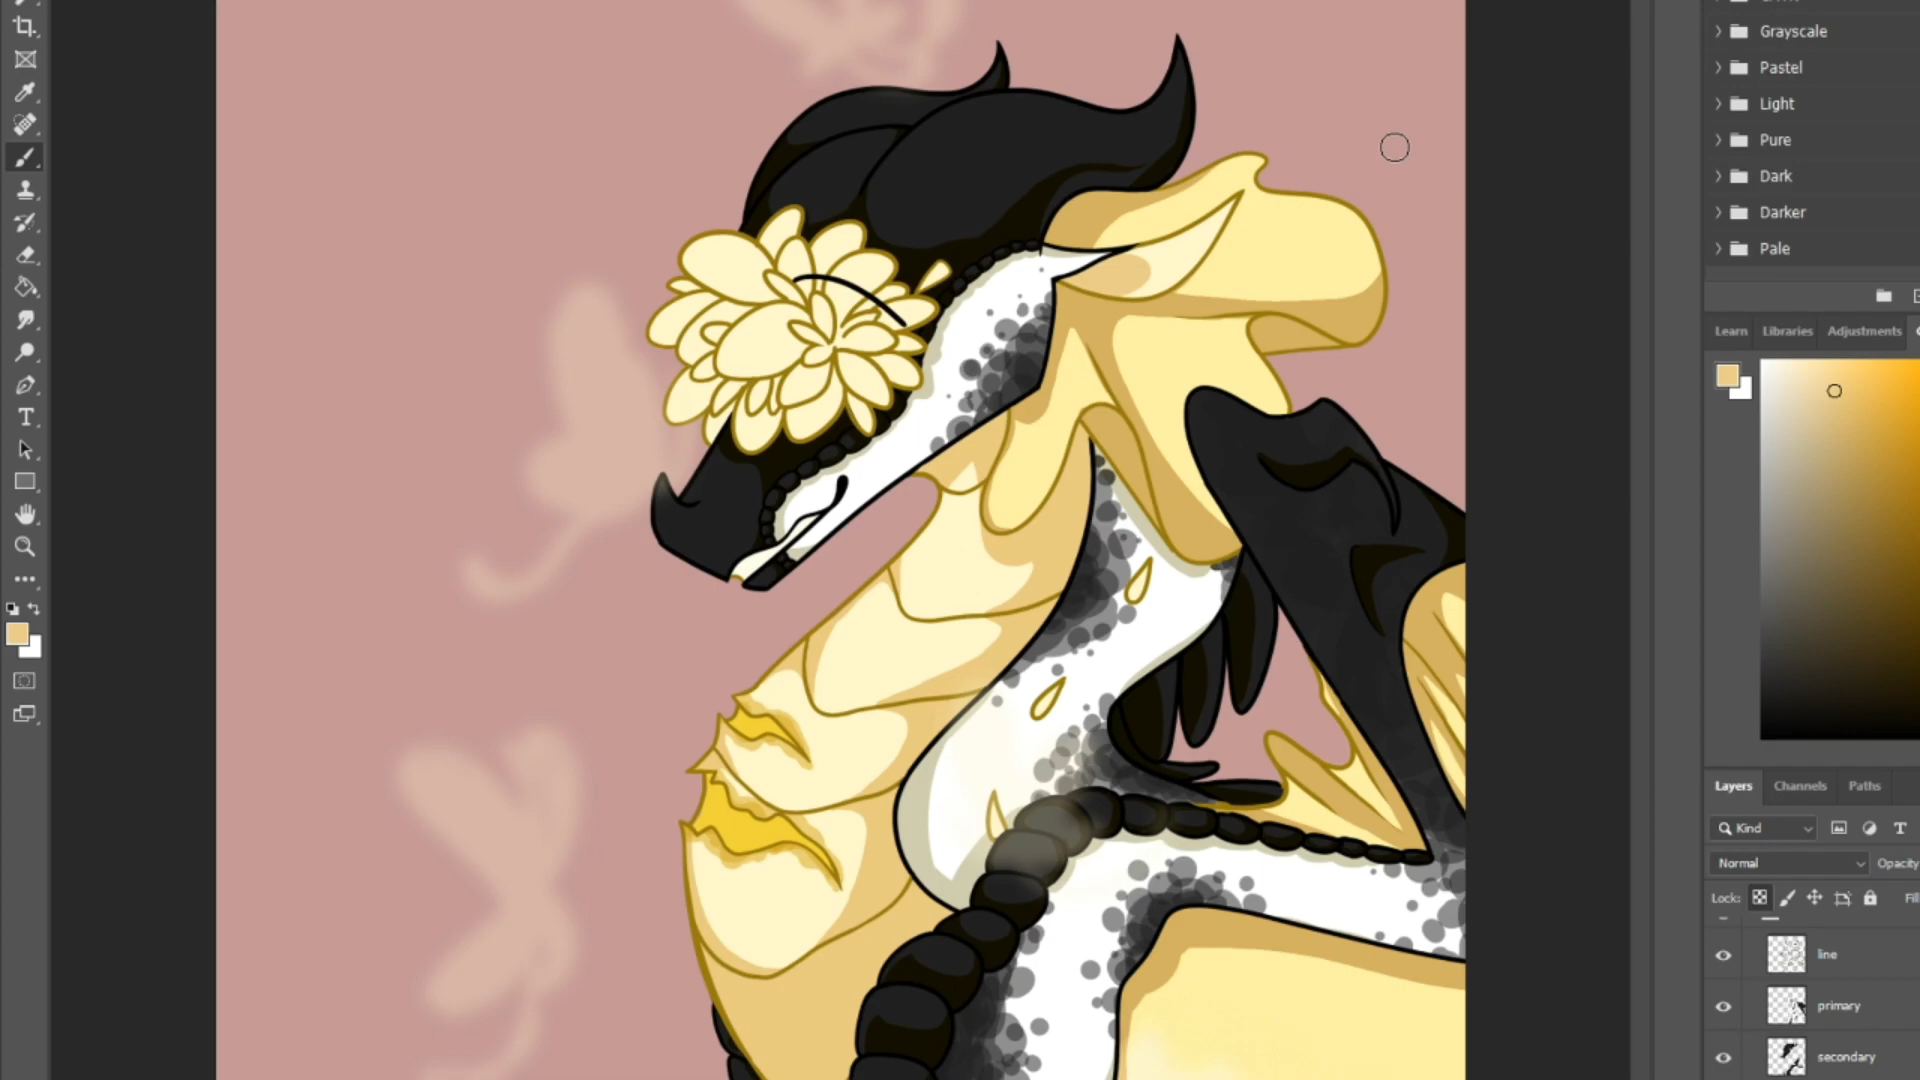 Grayscale
Pastel
Light
Pure
Dark
Darker
Pale
Learn Libraries Adjustments
T
Layers Channels Paths
Kind T
Normal Opacity
Lock:
line
primary
secondary